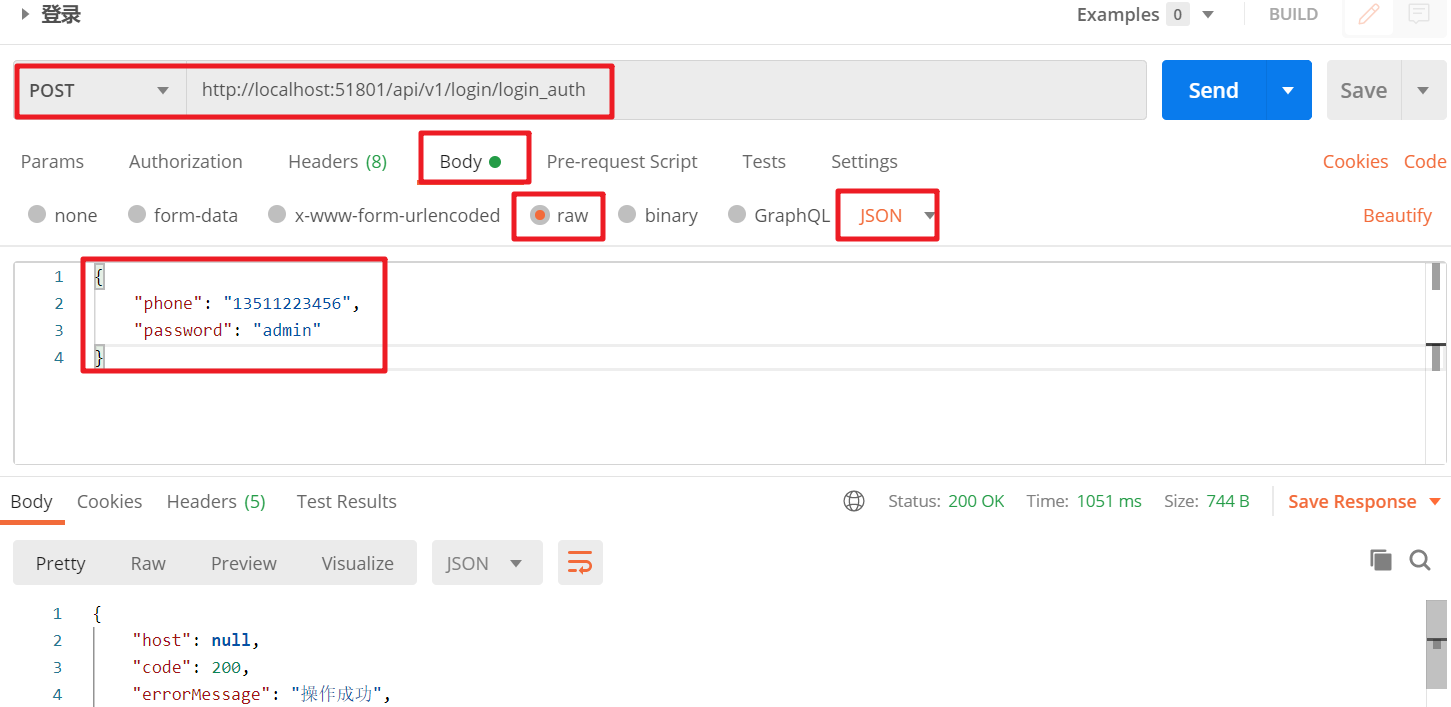 登录 Examples 0 BUILD
POST http://localhost:51801/api/v1/login/login_auth Send Save
Params Authorization Headers (8) Body Pre-request Script Tests Settings Cookies Code
none form-data x-www-form-urlencoded raw binary GraphQL JSON Beautify
1 {
2 "phone": "13511223456",
3 "password": "admin"
4 }
Body Cookies Headers (5) Test Results Status: 200 OK Time: 1051 ms Size: 744 B Save Response
Pretty Raw Preview Visualize JSON
1 {
2 "host": null,
3 "code": 200,
4 "errorMessage": "操作成功",